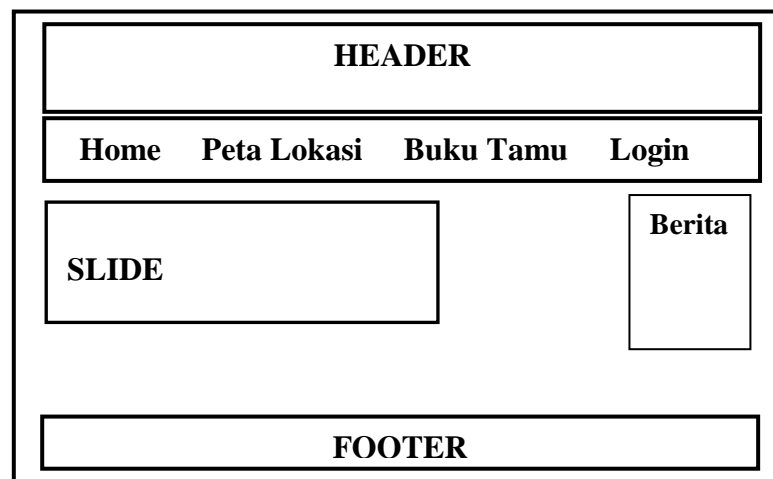 HEADER
Home Peta Lokasi Buku Tamu Login
Berita
SLIDE
FOOTER